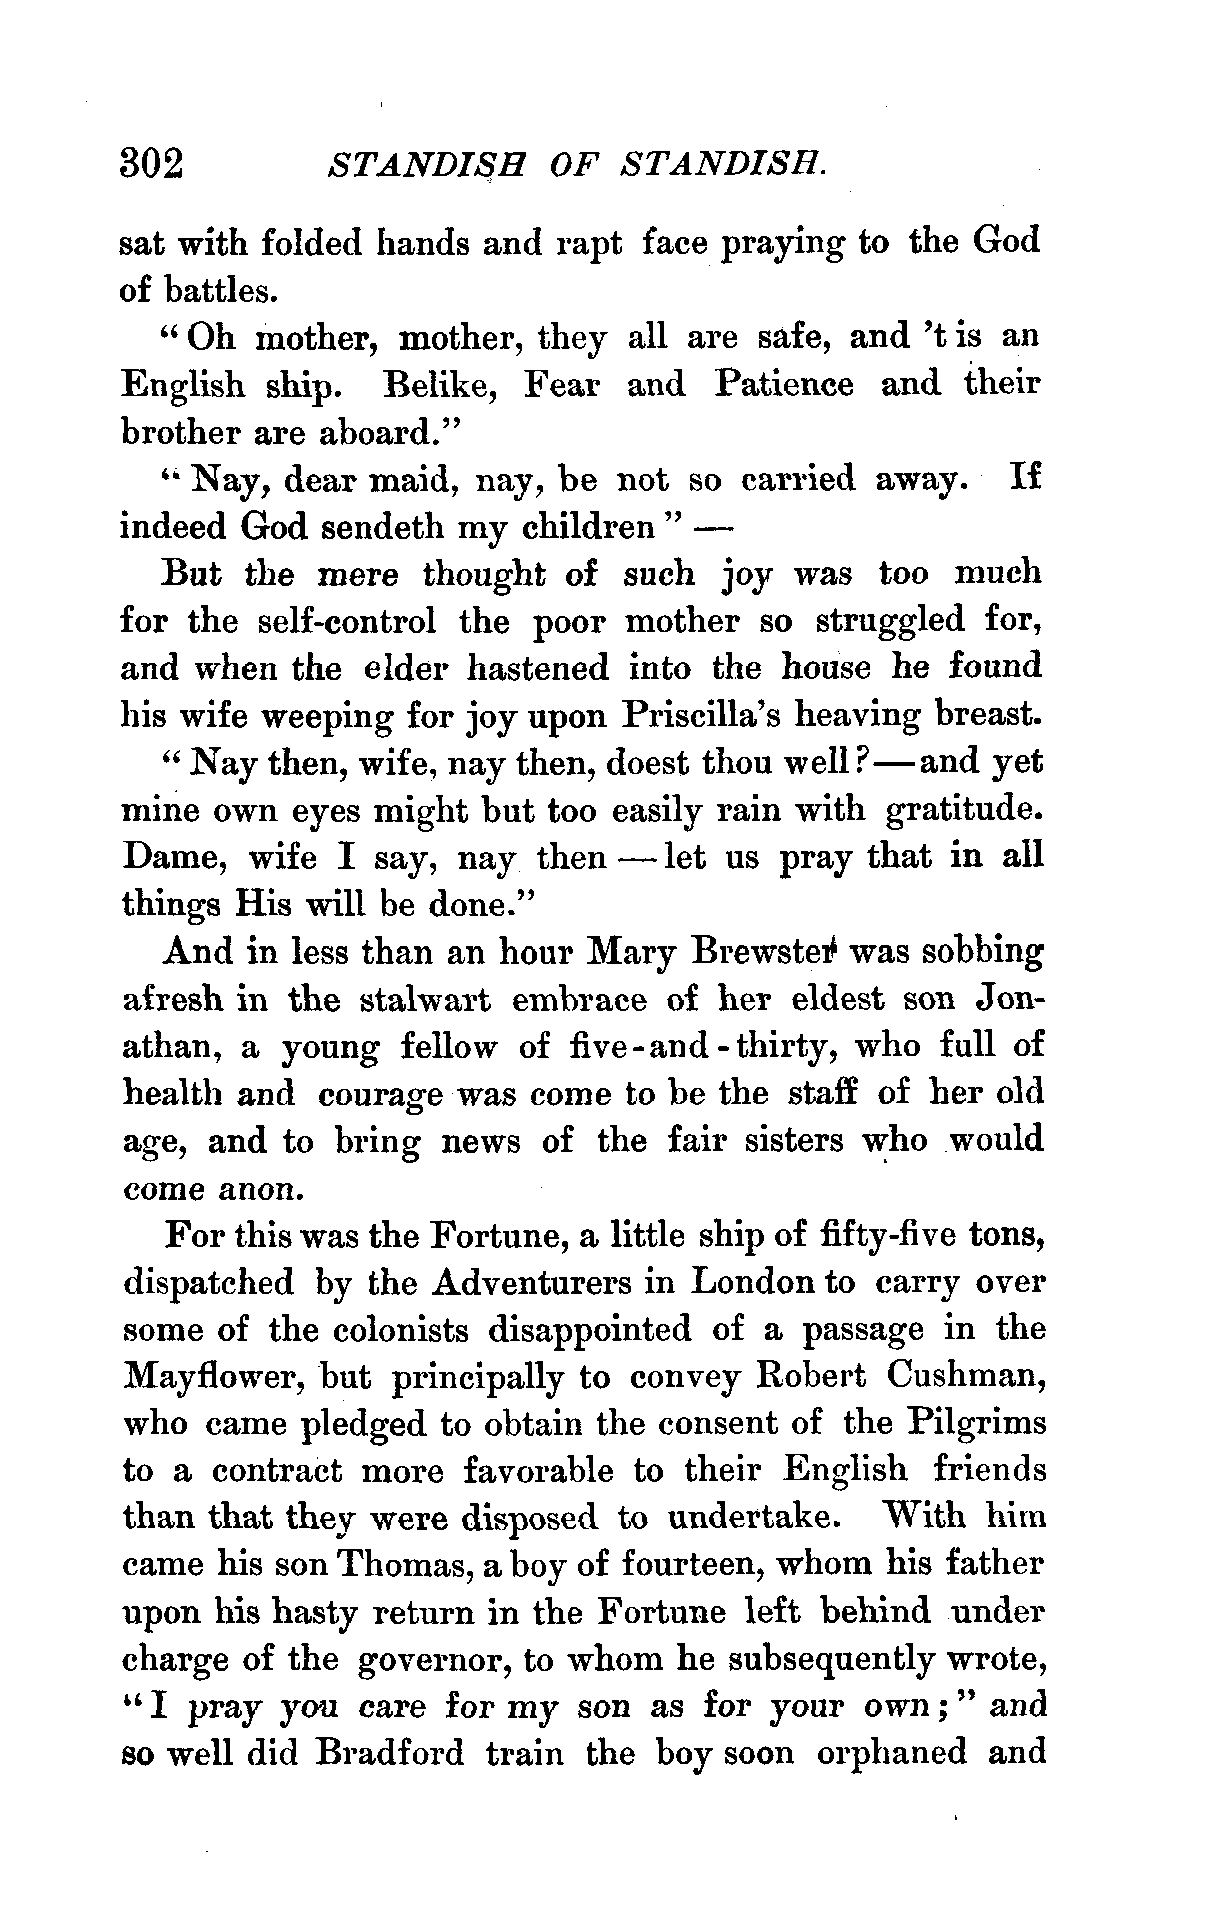 302 STANDISH OF STANDISH.
sat with folded hands and rapt face praying to the God
of battles.
“Oh mother, mother, they all are safe, and ’t is an
English ship. Belike, Fear and Patience and their
brother are aboard.”
“Nay, dear maid, nay, be not so carried away. If
indeed God sendeth my children” —
But the mere thought of such joy was too much
for the self-control the poor mother so struggled for,
and when the elder hastened into the house he found
his wife weeping for joy upon Priscilla’s heaving breast.
“Nay then, wife, nay then, doest thou well?—and yet
mine own eyes might but too easily rain with gratitude.
Dame, wife I say, nay then — let us pray that in all
things His will be done.”
And in less than an hour Mary Brewster was sobbing
afresh in the stalwart embrace of her eldest son Jon-
athan, a young fellow of five-and-thirty, who full of
health and courage was come to be the staff of her old
age, and to bring news of the fair sisters who would
come anon.
For this was the Fortune, a little ship of fifty-five tons,
dispatched by the Adventurers in London to carry over
some of the colonists disappointed of a passage in the
Mayflower, but principally to convey Robert Cushman,
who came pledged to obtain the consent of the Pilgrims
to a contract more favorable to their English friends
than that they were disposed to undertake. With him
came his son Thomas, a boy of fourteen, whom his father
upon his hasty return in the Fortune left behind under
charge of the governor, to whom he subsequently wrote,
“I pray you care for my son as for your own;” and
so well did Bradford train the boy soon orphaned and